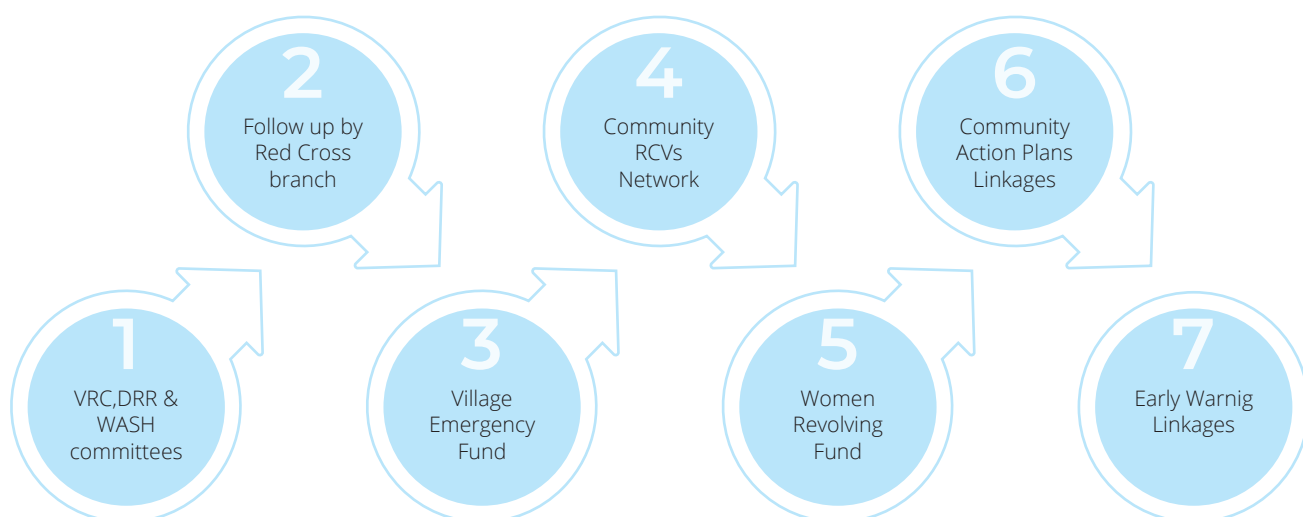 1
VRC,DRR &
WASH
committees
2
Follow up by
Red Cross
branch
3
Village
Emergency
Fund
4
Community
RCVs
Network
5
Women
Revolving
Fund
6
Community
Action Plans
Linkages
7
Early Warnig
Linkages